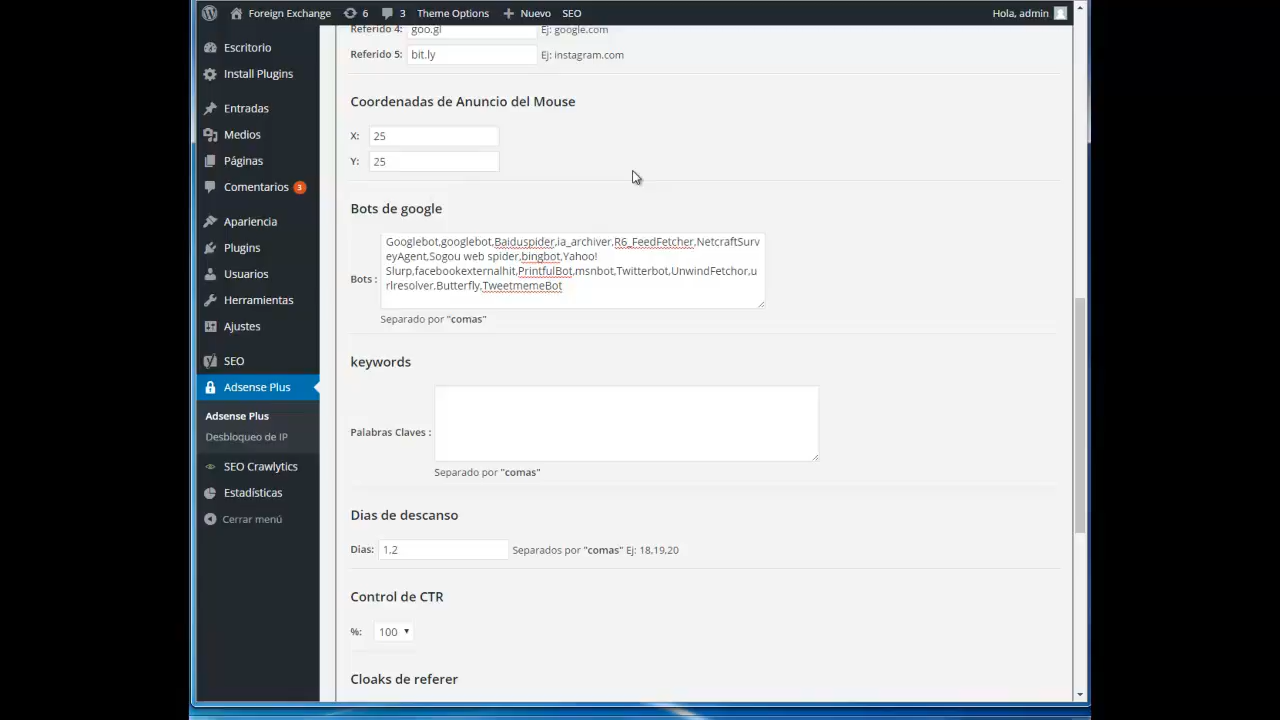 Foreign Exchange 6 3 Theme Options Nuevo SEO Hola, admin
Escritorio
Install Plugins
Entradas
Medios
Páginas
Comentarios 3
Apariencia
Plugins
Usuarios
Herramientas
Ajustes
SEO
Adsense Plus
Adsense Plus
Desbloqueo de IP
SEO Crawlytics
Estadísticas
Cerrar menú
Referido 4: goo.gl Ej: google.com
Referido 5: bit.ly Ej: instagram.com
Coordenadas de Anuncio del Mouse
X: 25
Y: 25
Bots de google
Bots :
Googlebot,googlebot,Baiduspider,ia_archiver,R6_FeedFetcher,NetcraftSurv
eyAgent,Sogou web spider,bingbot,Yahoo!
Slurp,facebookexternalhit,PrintfulBot,msnbot,Twitterbot,UnwindFetchor,u
rlresolver,Butterfly,TweetmemeBot
Separado por "comas"
keywords
Palabras Claves :
Separado por "comas"
Dias de descanso
Dias: 1,2 Separados por "comas" Ej: 18,19,20
Control de CTR
%: 100
Cloaks de referer